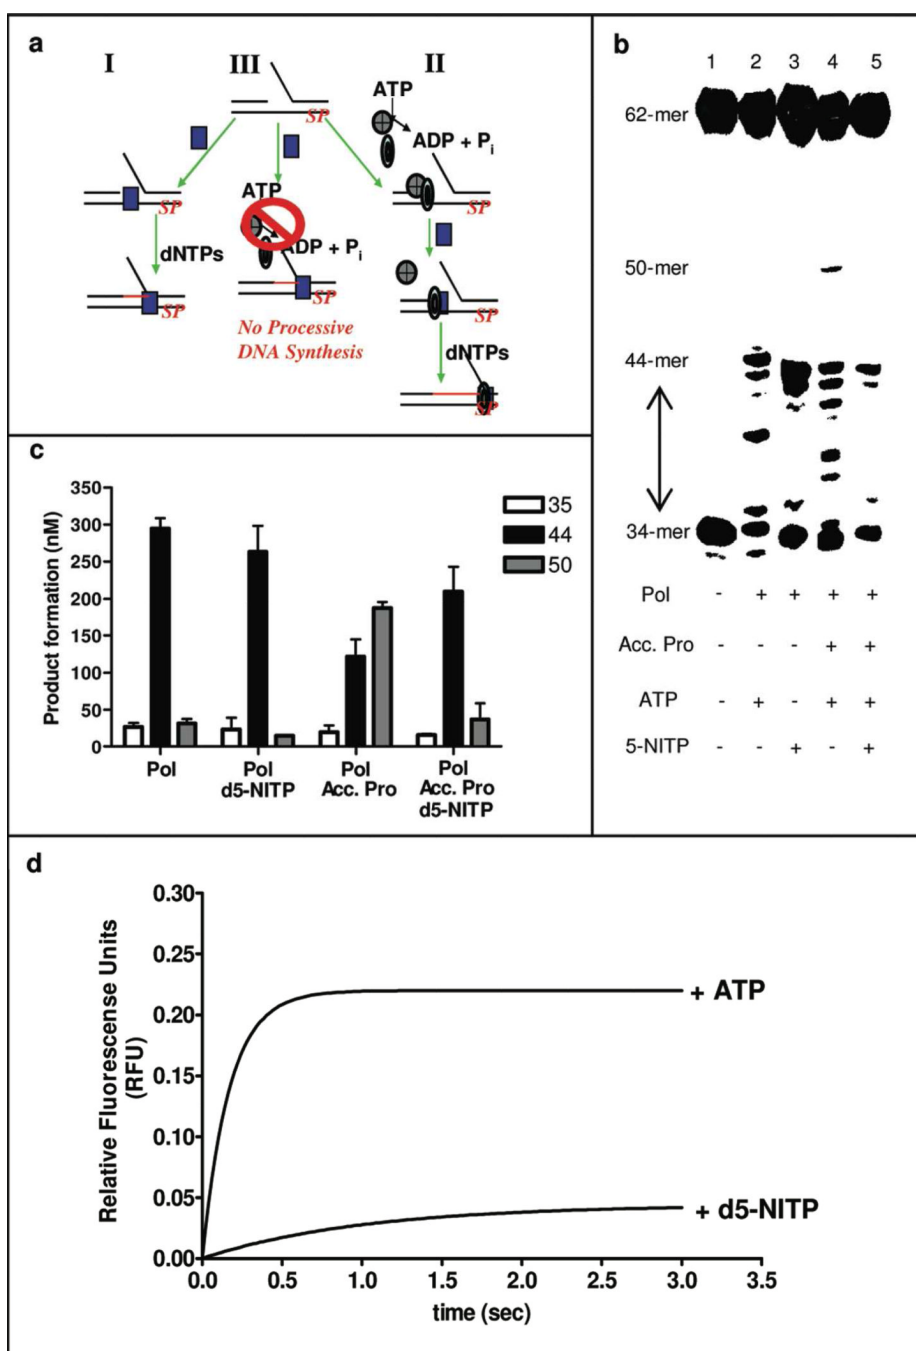 a
I
III
II
SP
ATP
ADP + Pi
SP
dNTPs
SP
ATP
ADP + Pi
SP
No Processive
DNA Synthesis
SP
SP
dNTPs
SP
b
1 2 3 4 5
62-mer
50-mer
44-mer
34-mer
Pol - + + + +
Acc. Pro - - - + +
ATP - + - + +
5-NITP - - + - +
c
Product formation (nM)
350
300
250
200
150
100
50
0
35
44
50
Pol
Pol
d5-NITP
Pol
Acc. Pro
Pol
Acc. Pro
d5-NITP
d
Relative Fluorescense Units
(RFU)
0.30
0.25
0.20
0.15
0.10
0.05
0.00
+ ATP
+ d5-NITP
0.0 0.5 1.0 1.5 2.0 2.5 3.0 3.5
time (sec)